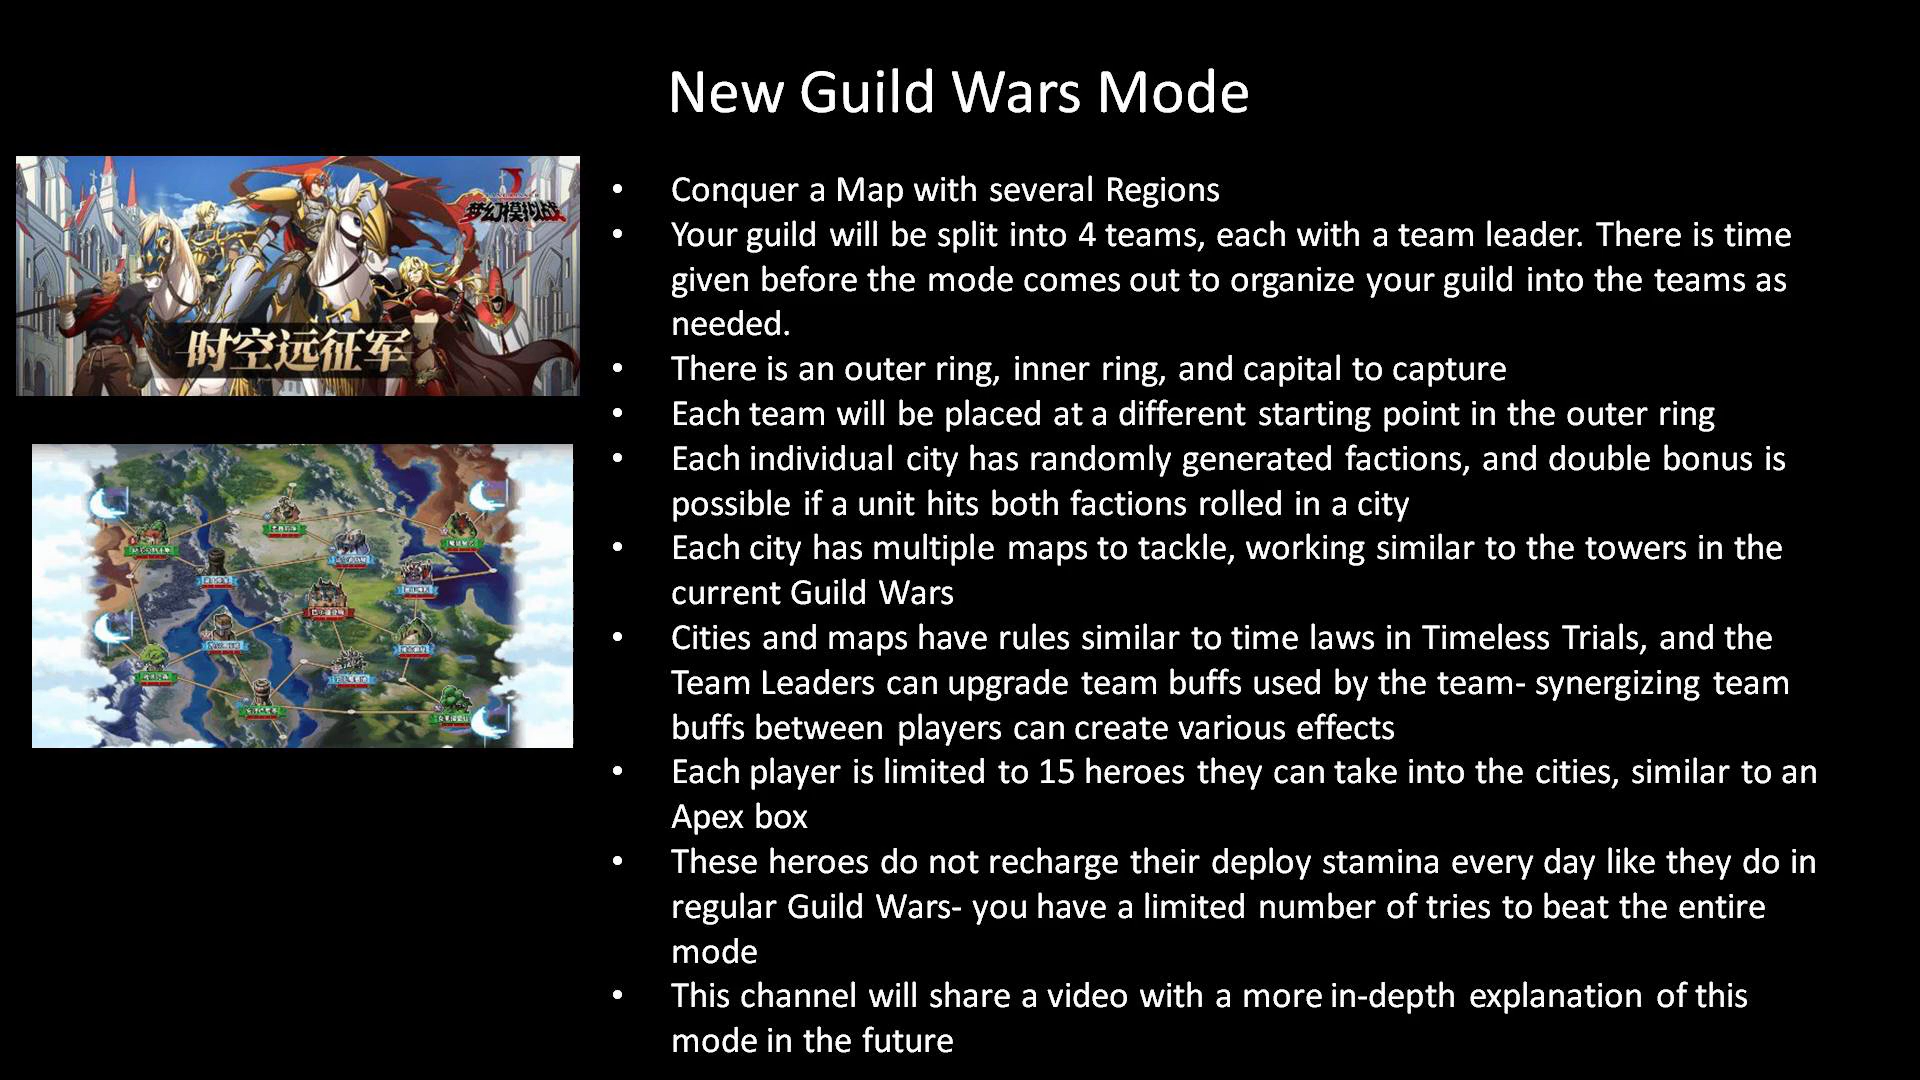 New Guild Wars Mode
梦幻模拟战
时空远征军
• Conquer a Map with several Regions
• Your guild will be split into 4 teams, each with a team leader. There is time
given before the mode comes out to organize your guild into the teams as
needed.
• There is an outer ring, inner ring, and capital to capture
• Each team will be placed at a different starting point in the outer ring
• Each individual city has randomly generated factions, and double bonus is
possible if a unit hits both factions rolled in a city
• Each city has multiple maps to tackle, working similar to the towers in the
current Guild Wars
• Cities and maps have rules similar to time laws in Timeless Trials, and the
Team Leaders can upgrade team buffs used by the team- synergizing team
buffs between players can create various effects
• Each player is limited to 15 heroes they can take into the cities, similar to an
Apex box
• These heroes do not recharge their deploy stamina every day like they do in
regular Guild Wars- you have a limited number of tries to beat the entire
mode
• This channel will share a video with a more in-depth explanation of this
mode in the future